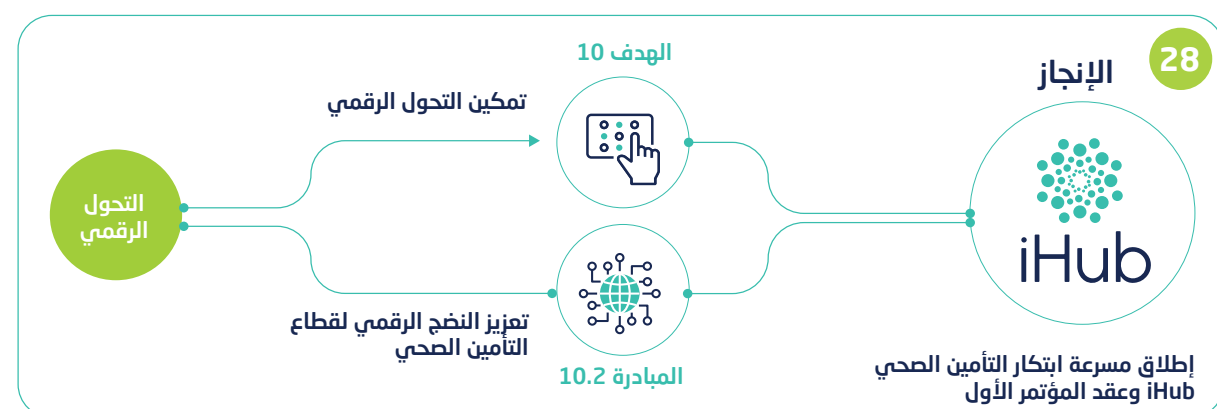 28
الإنجاز
iHub
إطلاق مسرعة ابتكار التأمين الصحي
iHub وعقد المؤتمر الأول
الهدف 10
تمكين التحول الرقمي
تعزيز النضج الرقمي لقطاع
التأمين الصحي
المبادرة 10.2
التحول
الرقمي